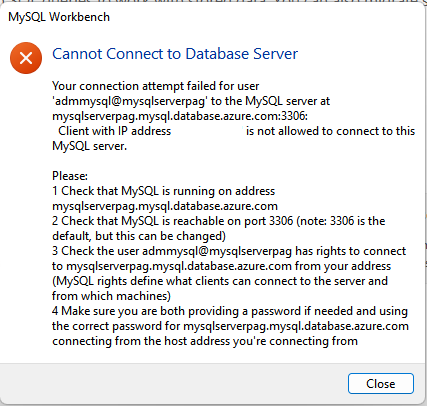 MySQL Workbench
Cannot Connect to Database Server
Your connection attempt failed for user
'admmysql@mysqlserverpag' to the MySQL server at
mysqlserverpag.mysql.database.azure.com:3306:
Client with IP address is not allowed to connect to this
MySQL server.
Please:
1 Check that MySQL is running on address
mysqlserverpag.mysql.database.azure.com
2 Check that MySQL is reachable on port 3306 (note: 3306 is the
default, but this can be changed)
3 Check the user admmysql@mysqlserverpag has rights to connect
to mysqlserverpag.mysql.database.azure.com from your address
(MySQL rights define what clients can connect to the server and
from which machines)
4 Make sure you are both providing a password if needed and using
the correct password for mysqlserverpag.mysql.database.azure.com
connecting from the host address you're connecting from
Close